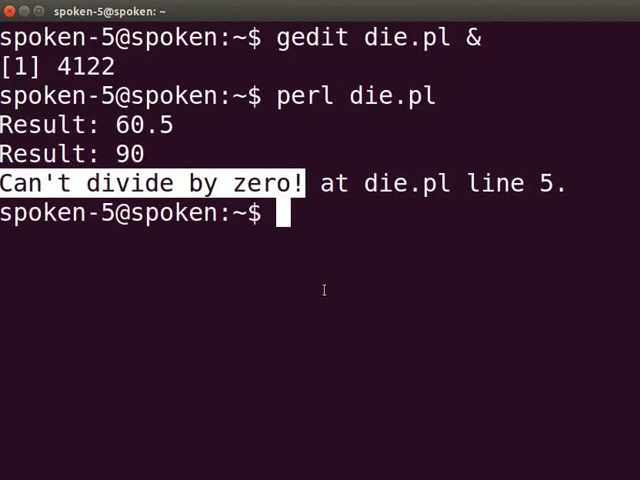 spoken-5@spoken: ~
spoken-5@spoken:~$ gedit die.pl &
[1] 4122
spoken-5@spoken:~$ perl die.pl
Result: 60.5
Result: 90
Can't divide by zero! at die.pl line 5.
spoken-5@spoken:~$